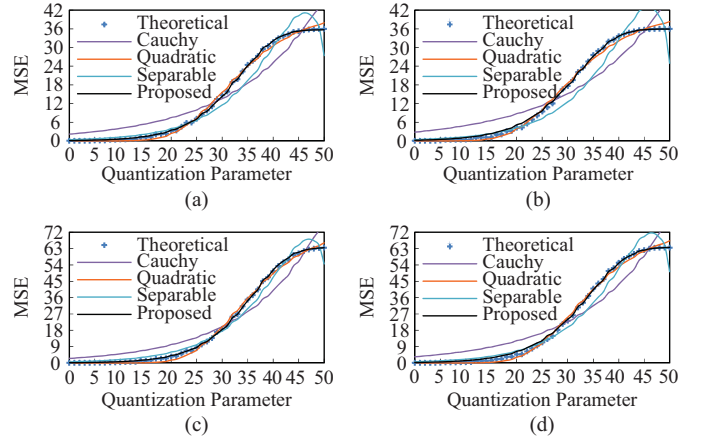 42
36
30
24
18
12
6
0
MSE
Theoretical
Cauchy
Quadratic
Separable
Proposed
0 5 10 15 20 25 30 35 40 45 50
Quantization Parameter
(a)
42
36
30
24
18
12
6
0
MSE
Theoretical
Cauchy
Quadratic
Separable
Proposed
0 5 10 15 20 25 30 35 40 45 50
Quantization Parameter
(b)
72
63
54
45
36
27
18
9
0
MSE
Theoretical
Cauchy
Quadratic
Separable
Proposed
0 5 10 15 20 25 30 35 40 45 50
Quantization Parameter
(c)
72
63
54
45
36
27
18
9
0
MSE
Theoretical
Cauchy
Quadratic
Separable
Proposed
0 5 10 15 20 25 30 35 40 45 50
Quantization Parameter
(d)